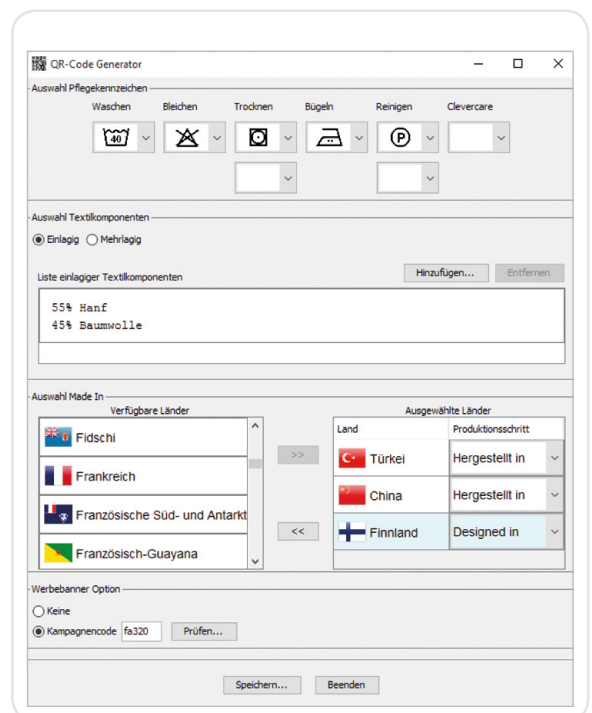 QR-Code Generator
Auswahl Pflegekennzeichen
Waschen Bleichen Trocknen Bügeln Reinigen Clevercare
40 P
Auswahl Textilkomponenten
Einlagig Mehrlagig
Liste einlagiger Textilkomponenten Hinzufügen... Entfernen
55% Hanf
45% Baumwolle
Auswahl Made In
Verfügbare Länder Ausgewählte Länder
Land Produktionsschritt
Fidschi
>>
Türkei Hergestellt in
Frankreich
China Hergestellt in
Französische Süd- und Antarkt
<< Finnland Designed in
Französisch-Guayana
Werbebanner Option
Keine
Kampagnencode fa320 Prüfen...
Speichern... Beenden